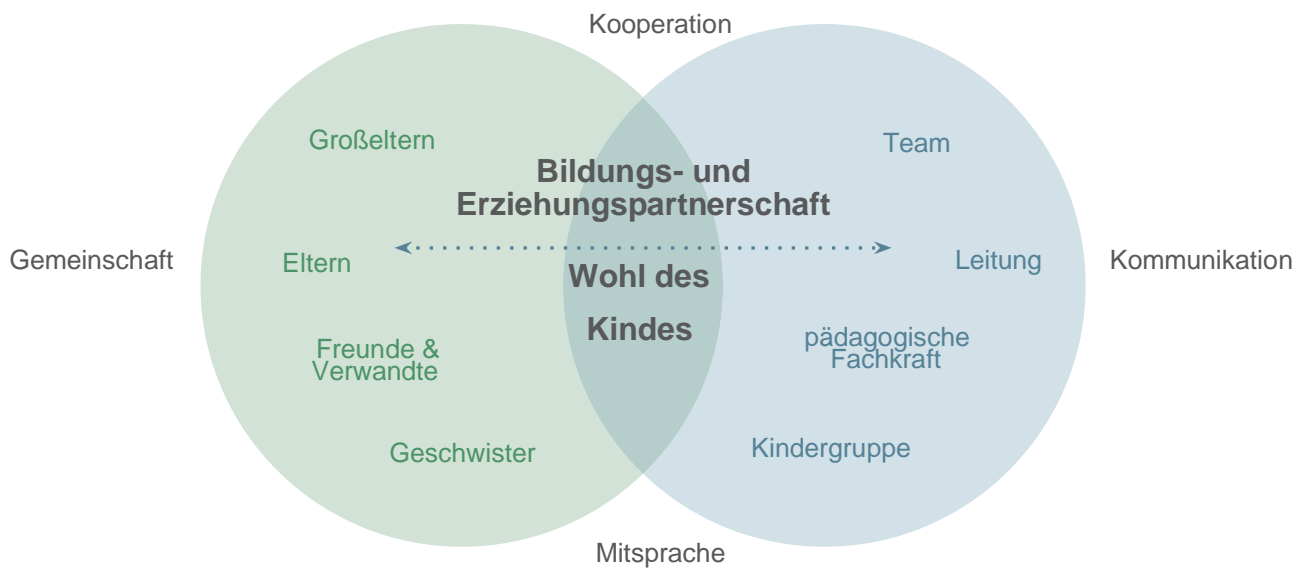 Kooperation
Großeltern
Team
Bildungs- und
Erziehungspartnerschaft
Gemeinschaft
Eltern
Wohl des
Kindes
Leitung
Kommunikation
Freunde &
Verwandte
pädagogische
Fachkraft
Geschwister
Kindergruppe
Mitsprache